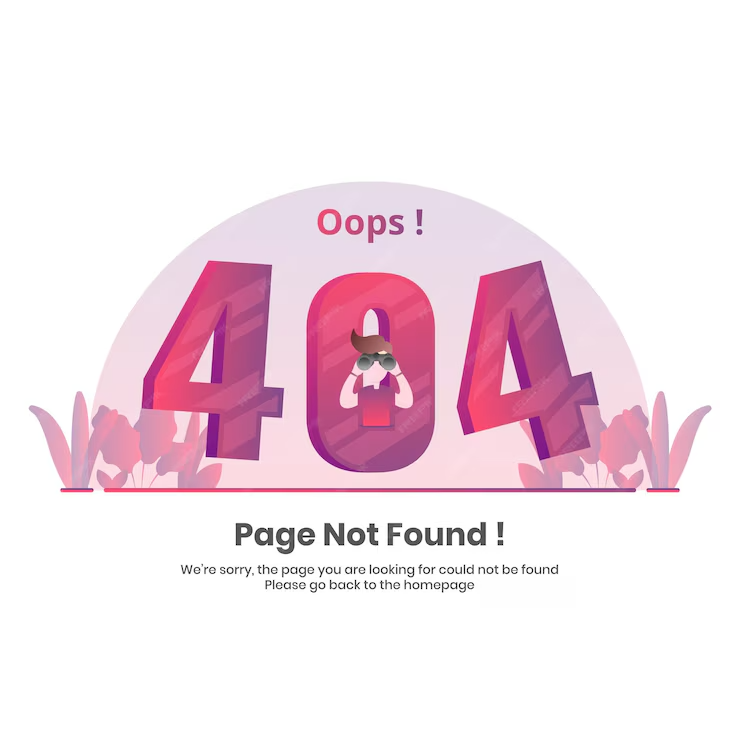 Oops !
404
Page Not Found !
We're sorry, the page you are looking for could not be found
Please go back to the homepage